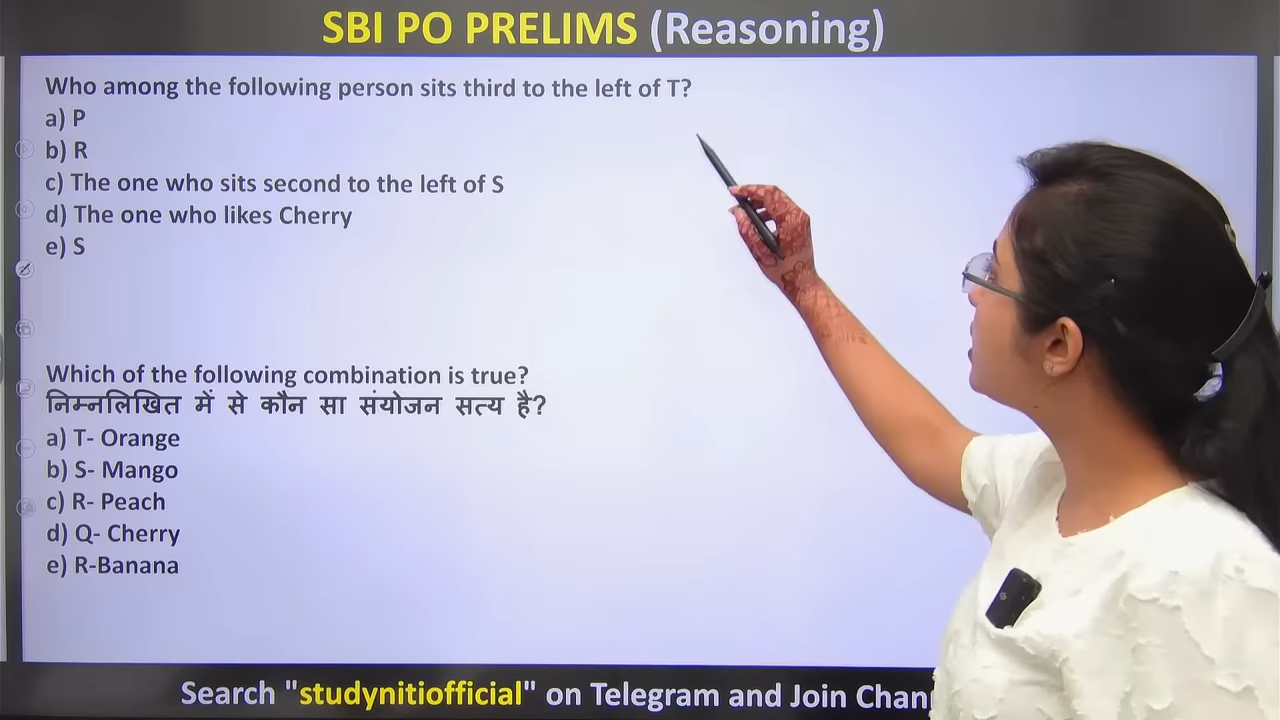 SBI PO PRELIMS (Reasoning)
Who among the following person sits third to the left of T?
a) P
b) R
c) The one who sits second to the left of S
d) The one who likes Cherry
e) S
Which of the following combination is true?
निम्नलिखित में से कौन सा संयोजन सत्य है?
a) T- Orange
b) S- Mango
c) R- Peach
d) Q- Cherry
e) R-Banana
Search "studynitiofficial" on Telegram and Join Chan